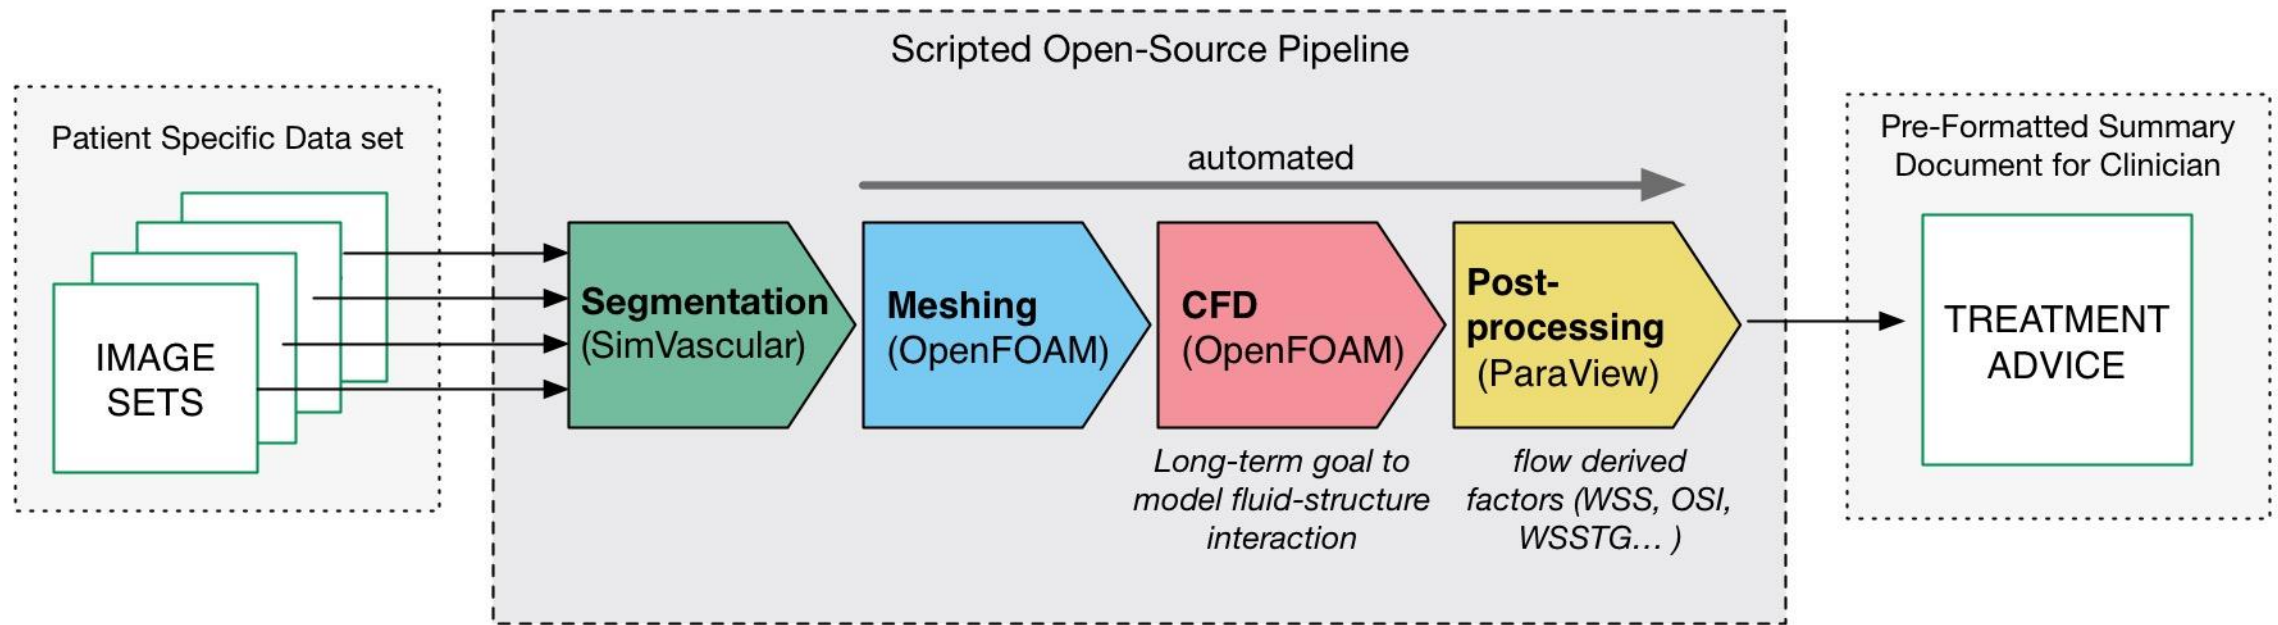 Scripted Open-Source Pipeline
Patient Specific Data set
IMAGE
SETS
automated
Segmentation
(SimVascular)
Meshing
(OpenFOAM)
CFD
(OpenFOAM)
Post-
processing
(ParaView)
Long-term goal to
model fluid-structure
interaction
flow derived
factors (WSS, OSI,
WSSTG... )
Pre-Formatted Summary
Document for Clinician
TREATMENT
ADVICE